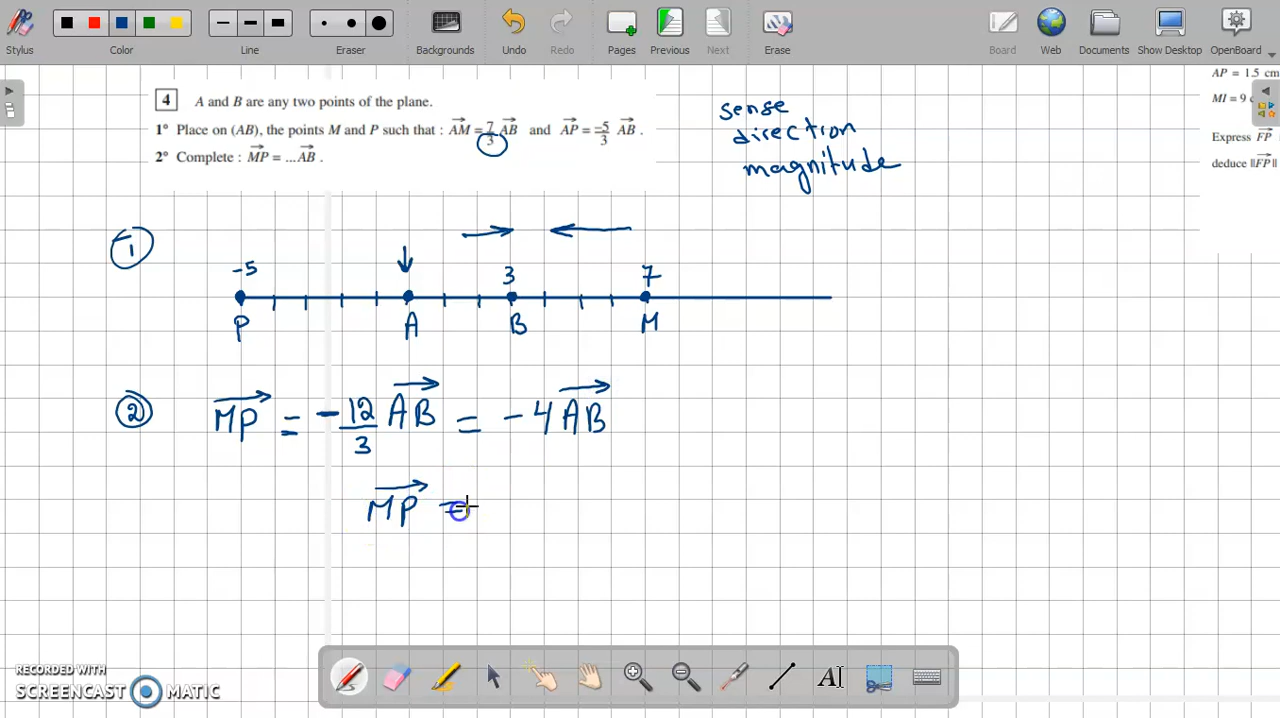 Stylus Color Line Eraser Backgrounds Undo Redo Pages Previous Next Erase Board Web Documents Show Desktop OpenBoard
4 A and B are any two points of the plane.
1° Place on (AB), the points M and P such that : AM = 7/3 AB and AP = -5/3 AB .
2° Complete : MP = ... AB .
sense
direction
magnitude
AP = 1.5 cm
MI = 9 c
Express FP
deduce ||FP||
1
-5 3 7
P A B M
2 MP = -12/3 AB = -4 AB
MP =
RECORDED WITH
SCREENCAST MATIC
AI